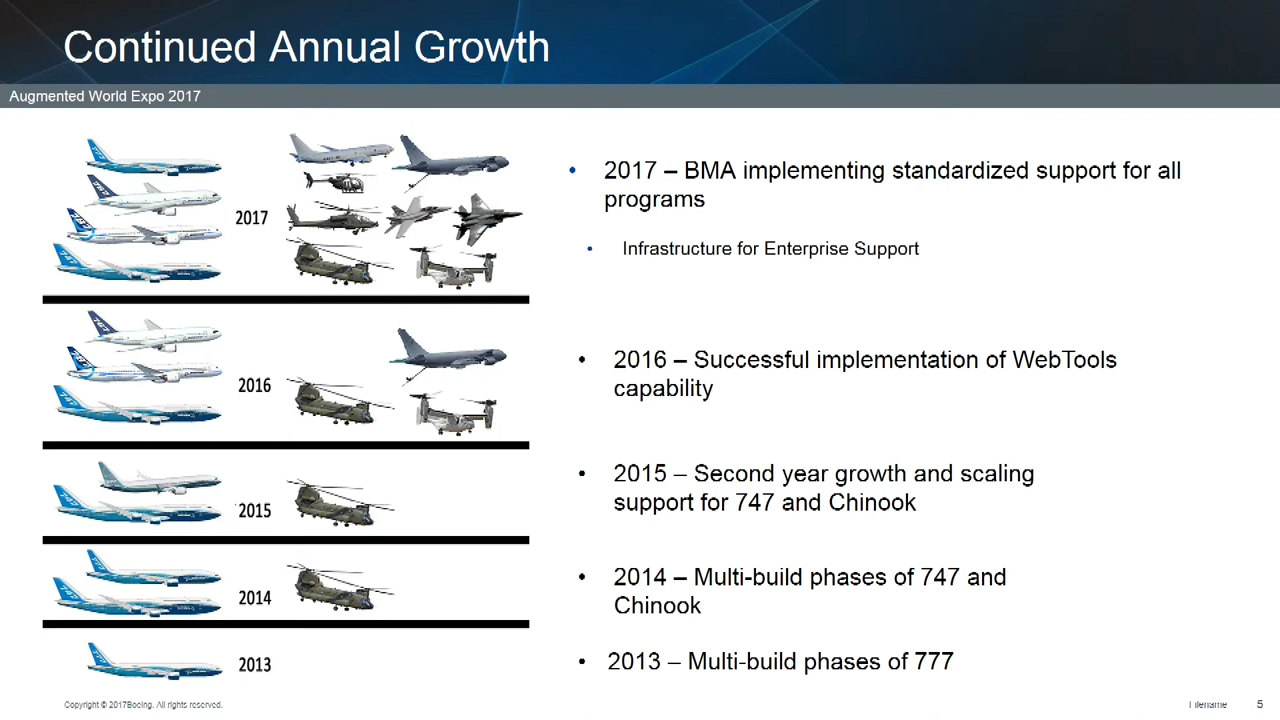 Continued Annual Growth
Augmented World Expo 2017
2017
• 2017 – BMA implementing standardized support for all
programs
• Infrastructure for Enterprise Support
2016
• 2016 – Successful implementation of WebTools
capability
2015
• 2015 – Second year growth and scaling
support for 747 and Chinook
2014
• 2014 – Multi-build phases of 747 and
Chinook
2013
• 2013 – Multi-build phases of 777
Copyright © 2017Boeing. All rights reserved.
Filename
5